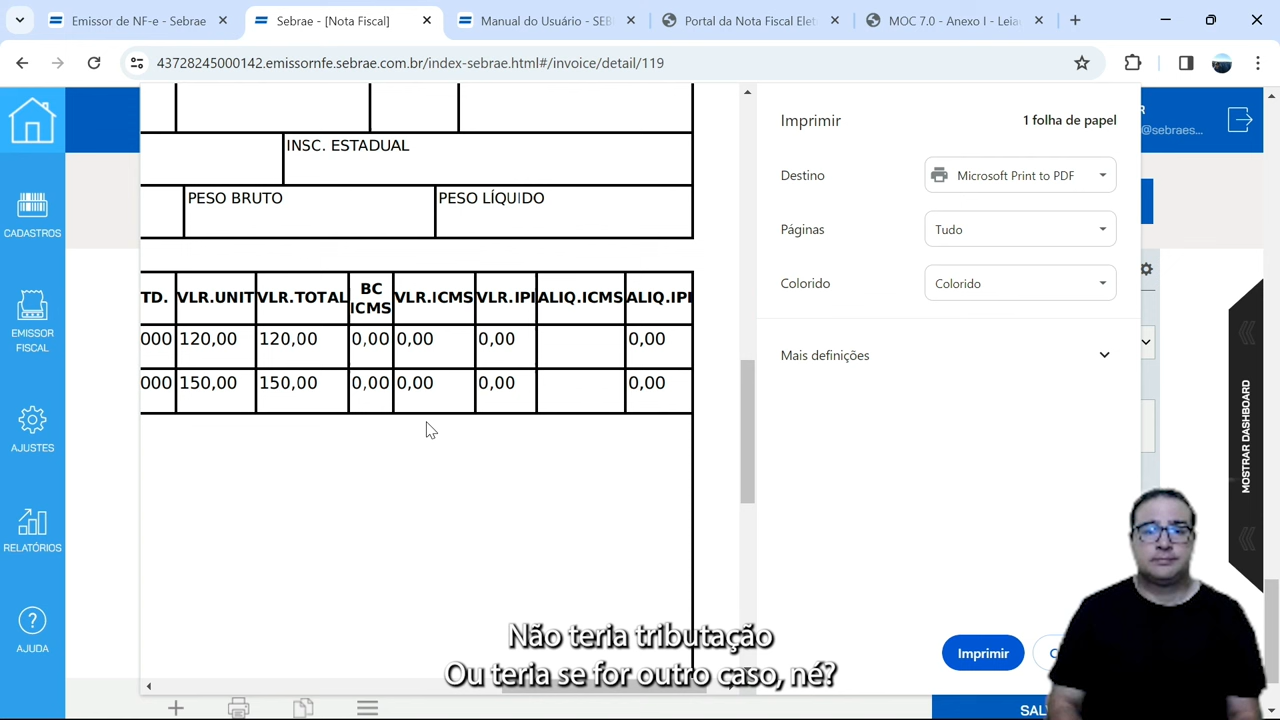 Emissor de NF-e - Sebrae
Sebrae - [Nota Fiscal]
Manual do Usuário - SEB
Portal da Nota Fiscal Ele
MOC 7.0 - Anexo I - Leia
43728245000142.emissornfe.sebrae.com.br/index-sebrae.html#/invoice/detail/119
CADASTROS
EMISSOR
FISCAL
AJUSTES
RELATÓRIOS
AJUDA
INSC. ESTADUAL
PESO BRUTO PESO LÍQUIDO
TD. VLR.UNIT VLR.TOTAL BC ICMS VLR.ICMS VLR.IPI ALIQ.ICMS ALIQ.IPI
000 120,00 120,00 0,00 0,00 0,00 0,00
000 150,00 150,00 0,00 0,00 0,00 0,00
Imprimir 1 folha de papel
Destino Microsoft Print to PDF
Páginas Tudo
Colorido Colorido
Mais definições
Imprimir C
R
@sebraes...
MOSTRAR DASHBOARD
SAL
Não teria tributação
Ou teria se for outro caso, né?